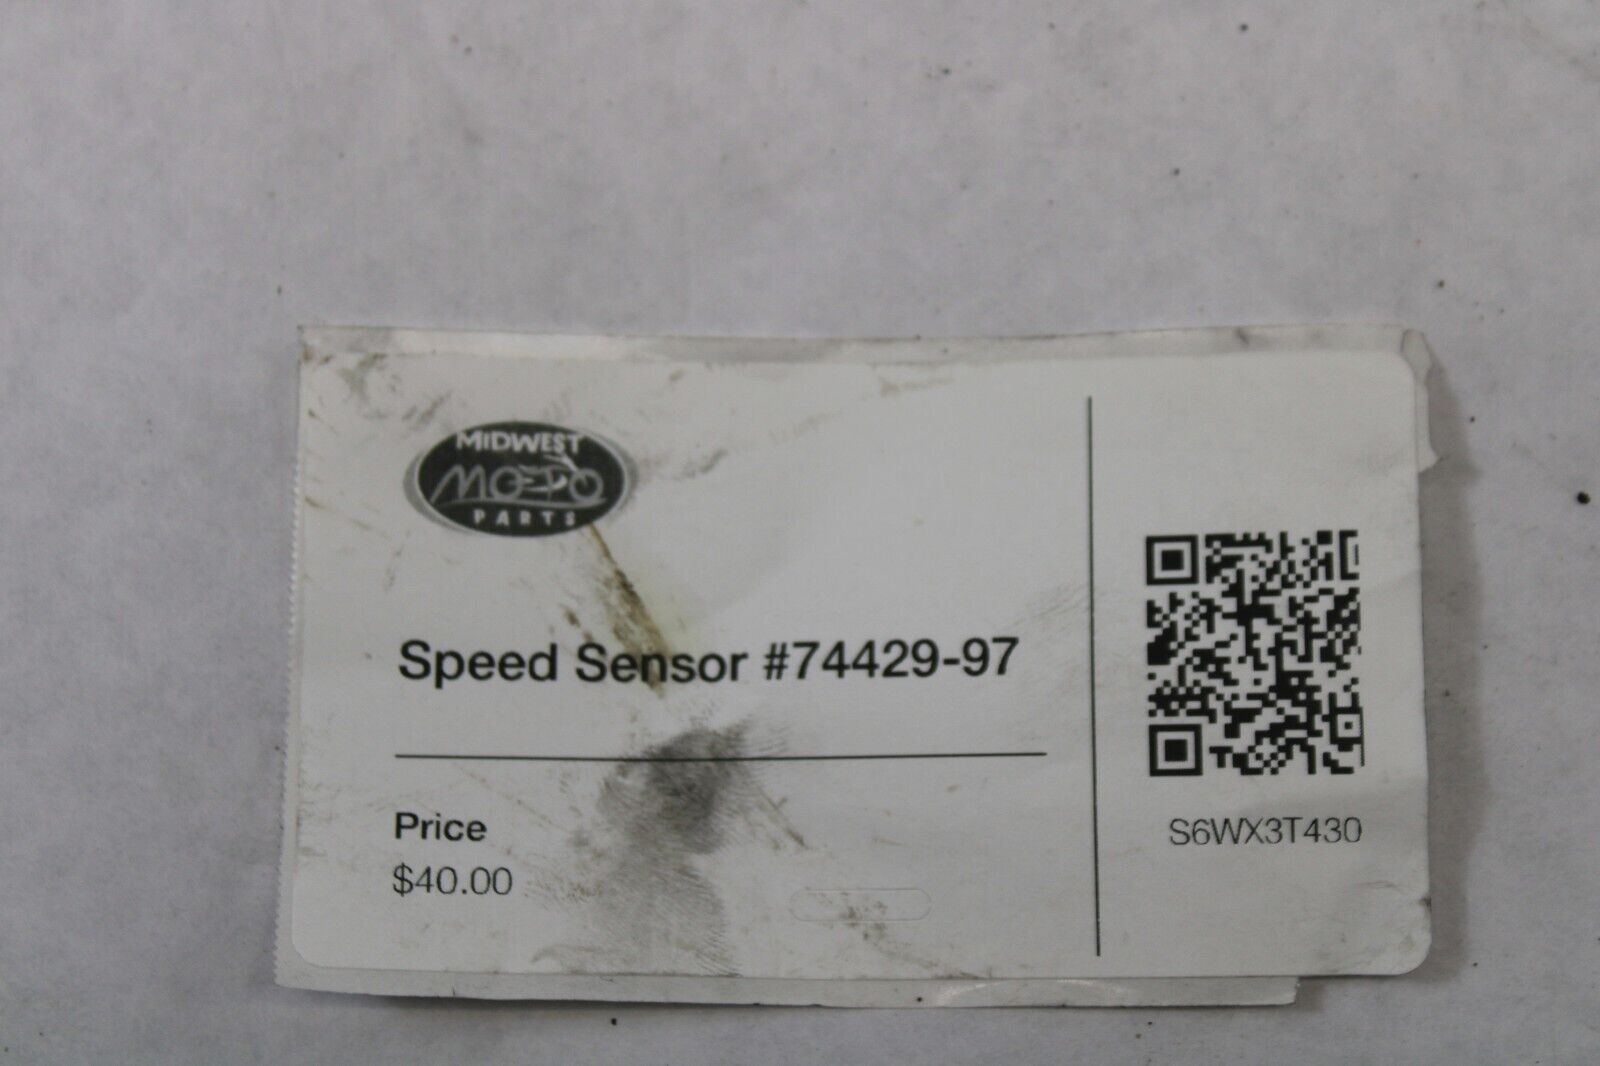 MIDWEST
MOTO
PARTS
Speed Sensor #74429-97
Price
$40.00
S6WX3T430